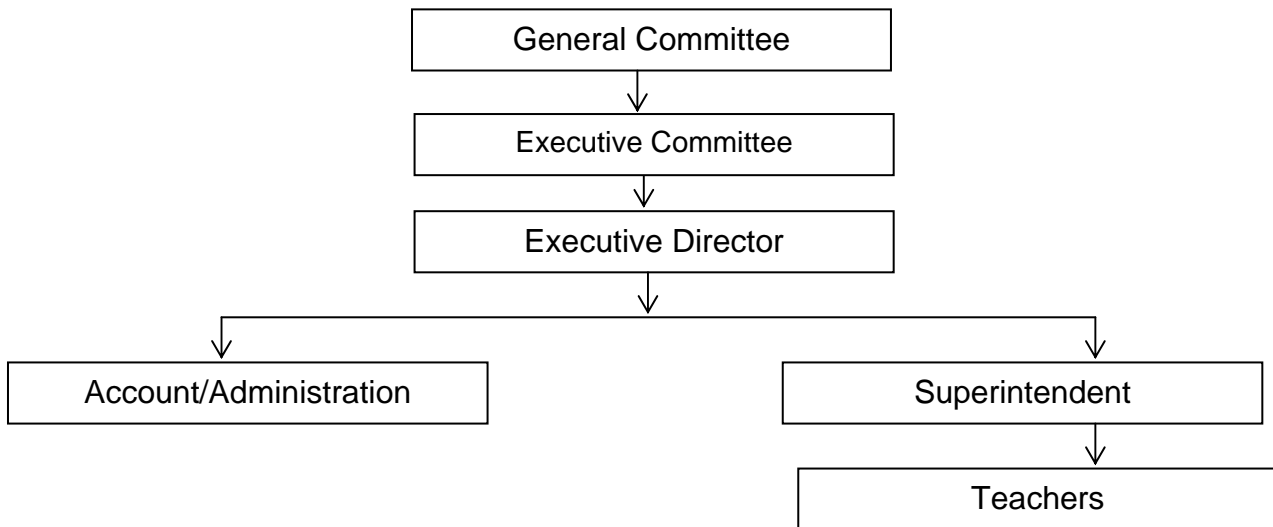 General Committee
Executive Committee
Executive Director
Account/Administration
Superintendent
Teachers